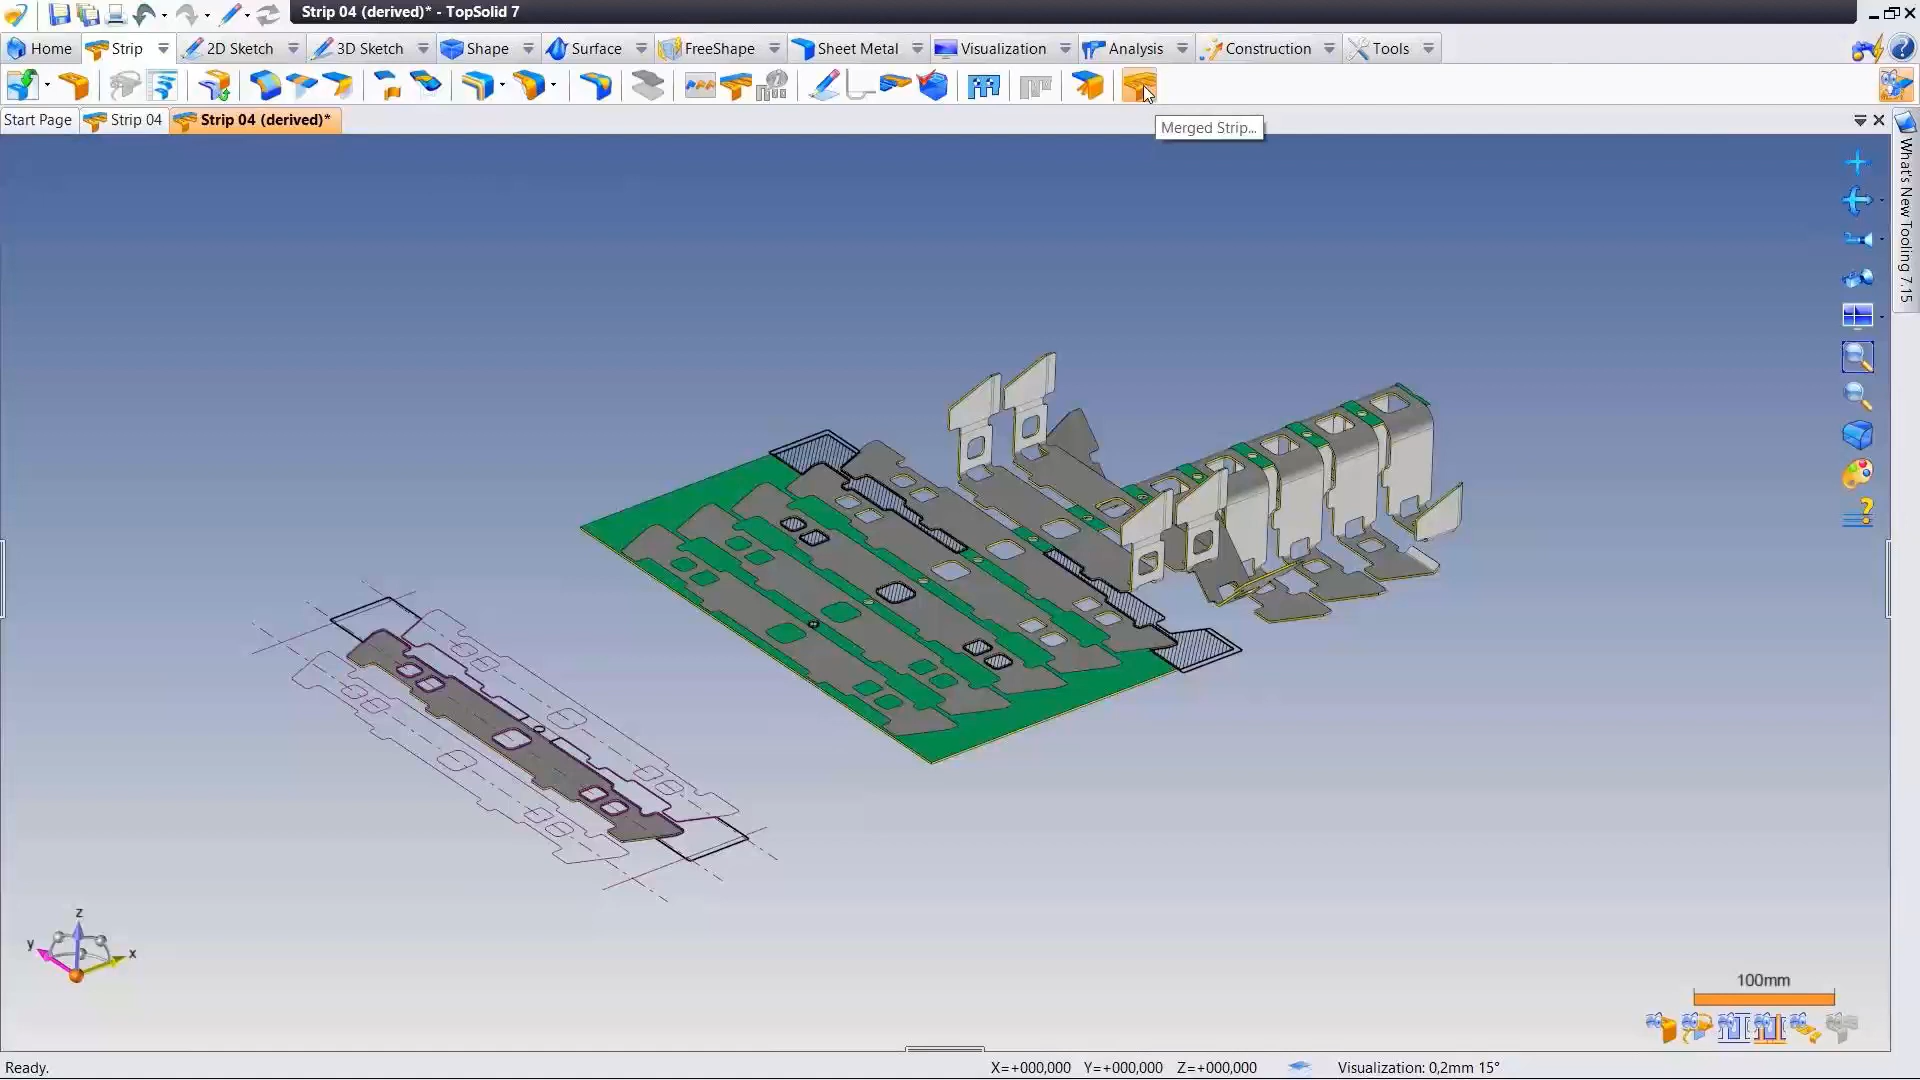 Strip 04 (derived)* - TopSolid 7
Home Strip 2D Sketch 3D Sketch Shape Surface FreeShape Sheet Metal Visualization Analysis Construction Tools
Start Page Strip 04 Strip 04 (derived)*
Merged Strip...
What's New Tooling 7.15
z
y
x
100mm
Ready. X=+000,000 Y=+000,000 Z=+000,000 Visualization: 0,2mm 15°